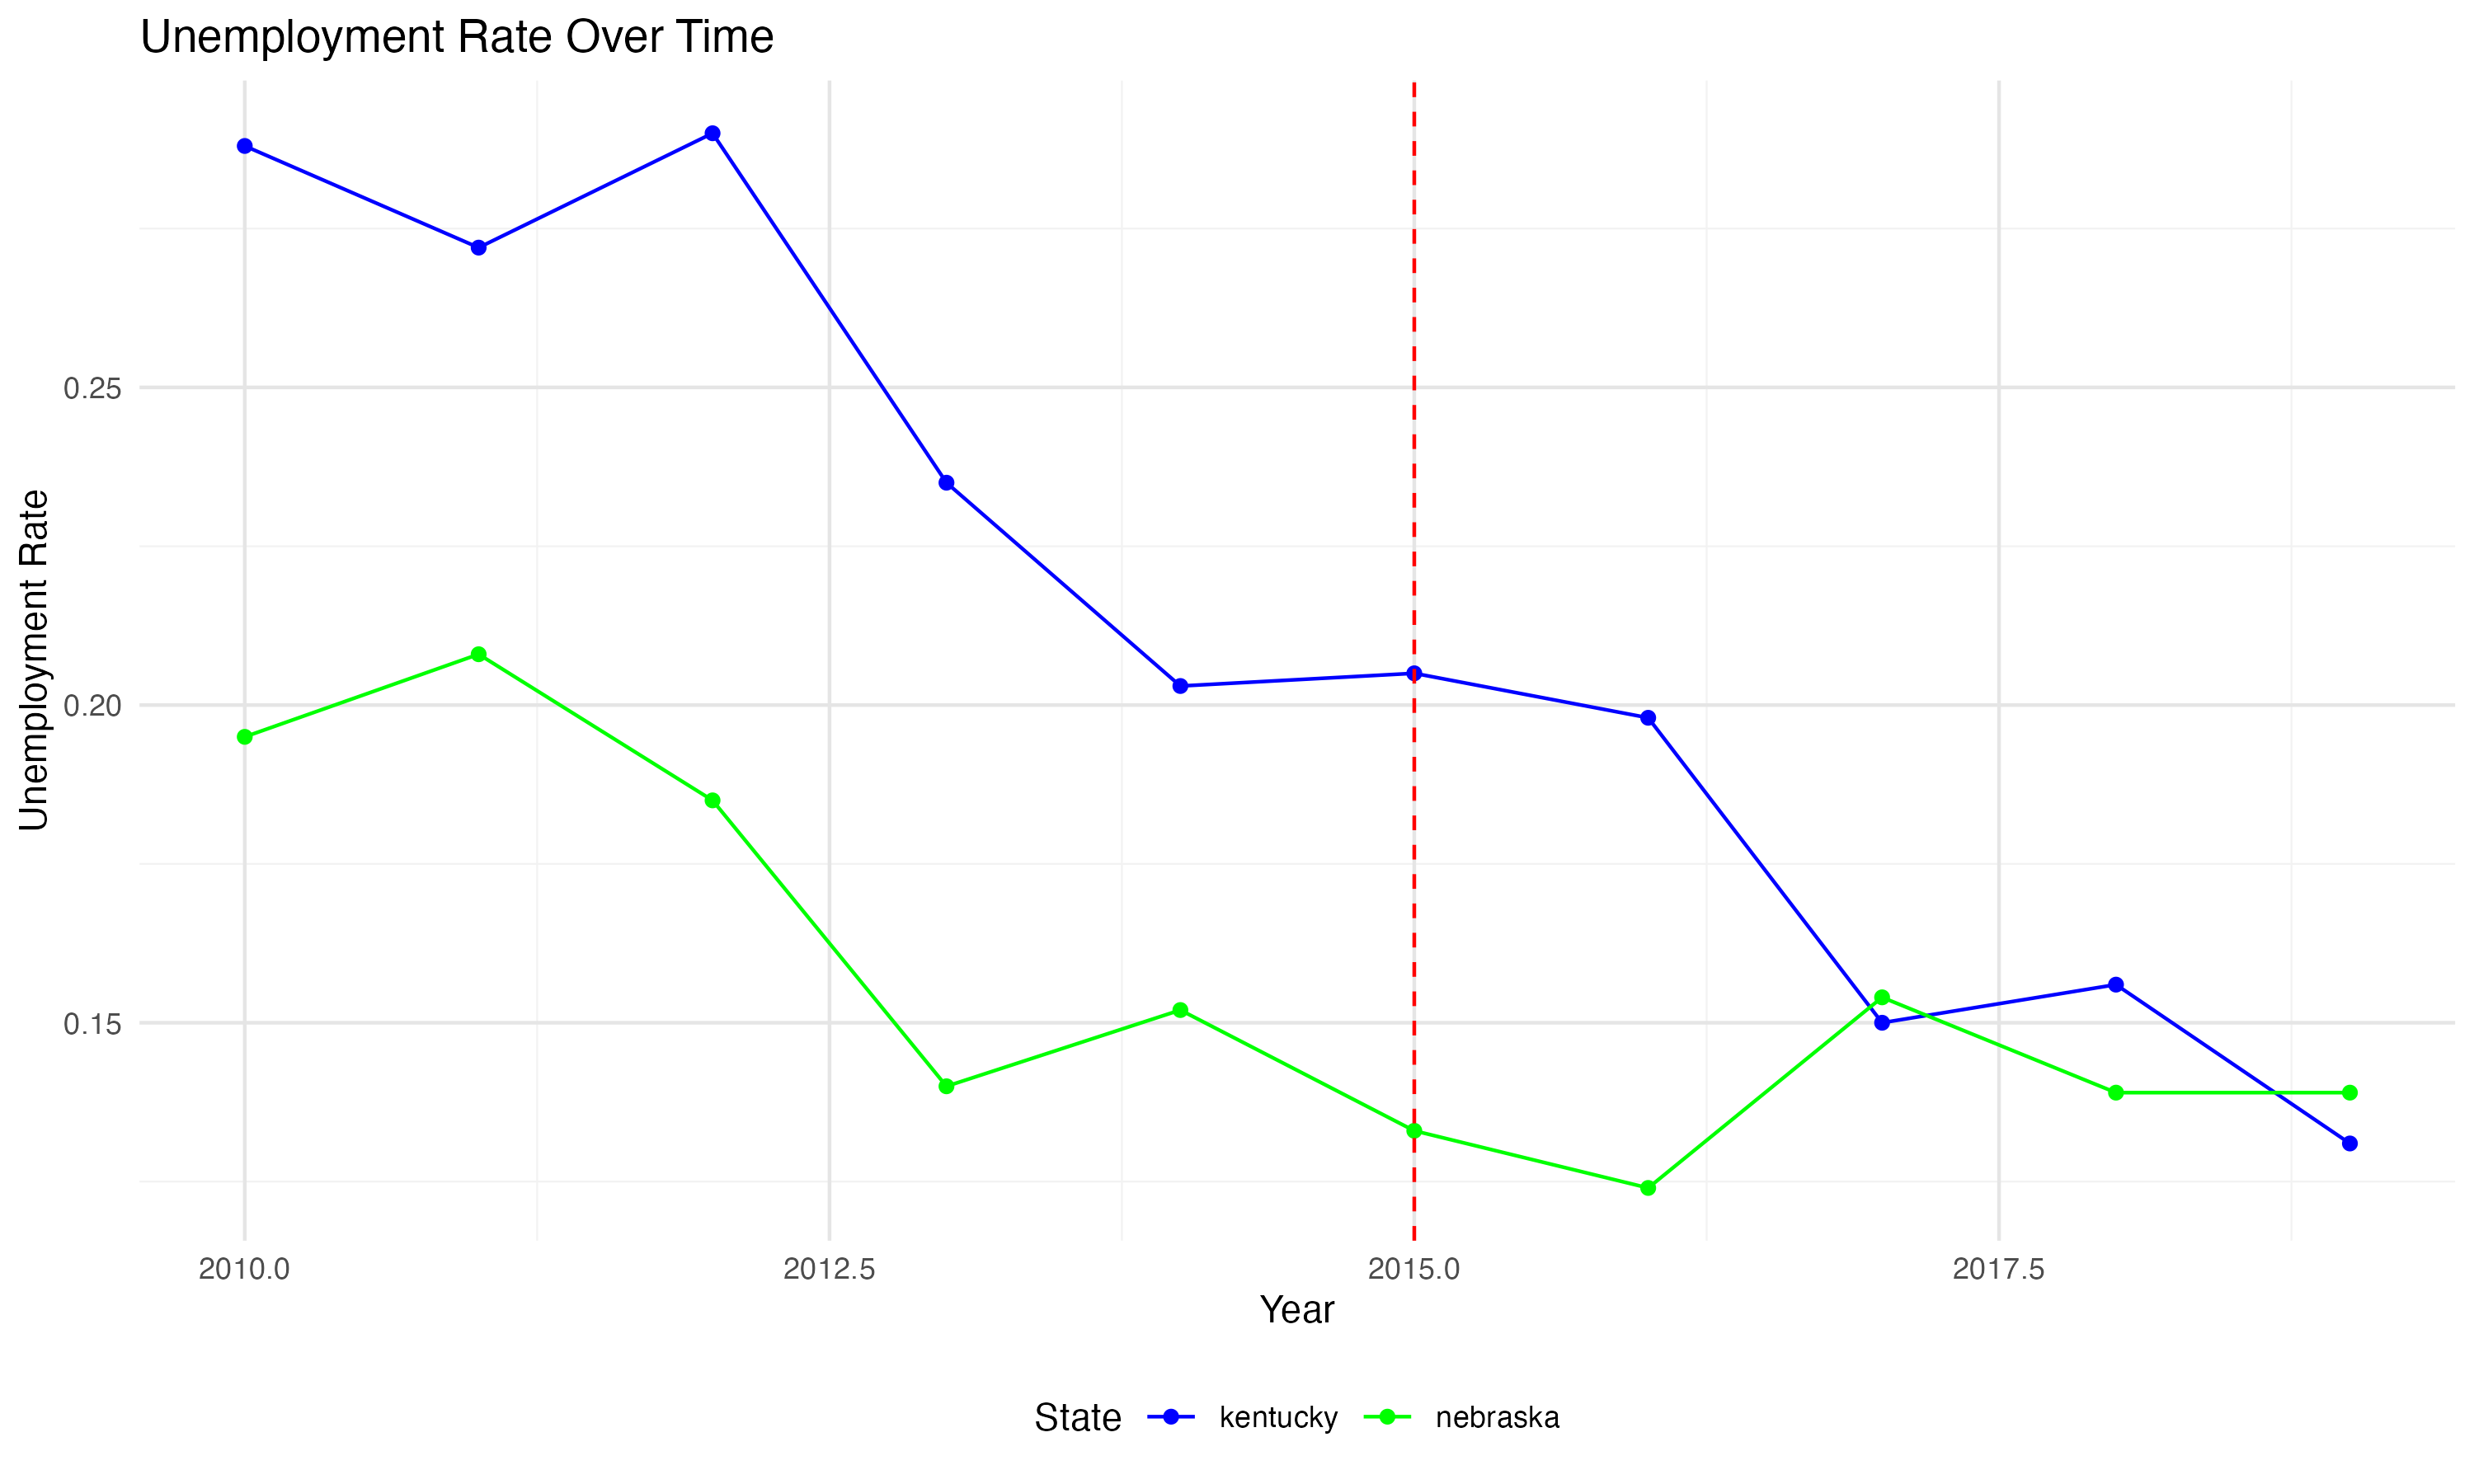 Unemployment Rate Over Time
Unemployment Rate
0.25
0.20
0.15
2010.0 2012.5 2015.0 2017.5
Year
State kentucky nebraska